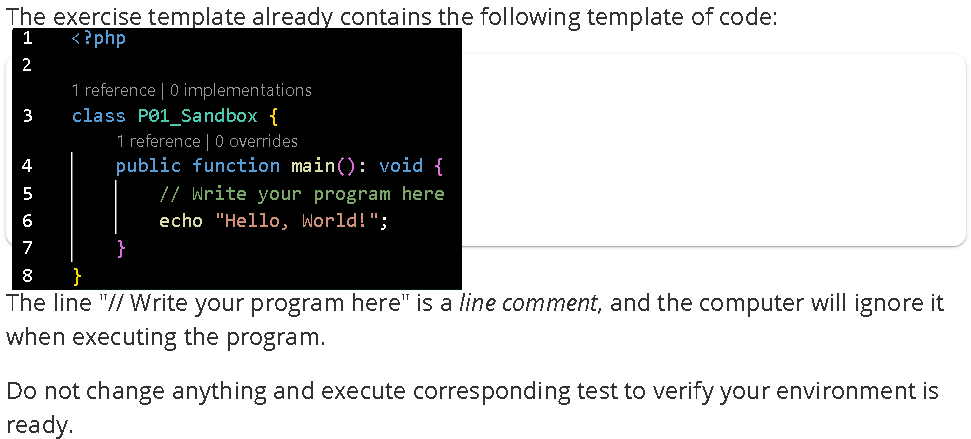 The exercise template already contains the following template of code:
1 <?php
2
1 reference | 0 implementations
3 class P01_Sandbox {
1 reference | 0 overrides
4 public function main(): void {
5 // Write your program here
6 echo "Hello, World!";
7 }
8 }
The line "// Write your program here" is a line comment, and the computer will ignore it
when executing the program.
Do not change anything and execute corresponding test to verify your environment is
ready.